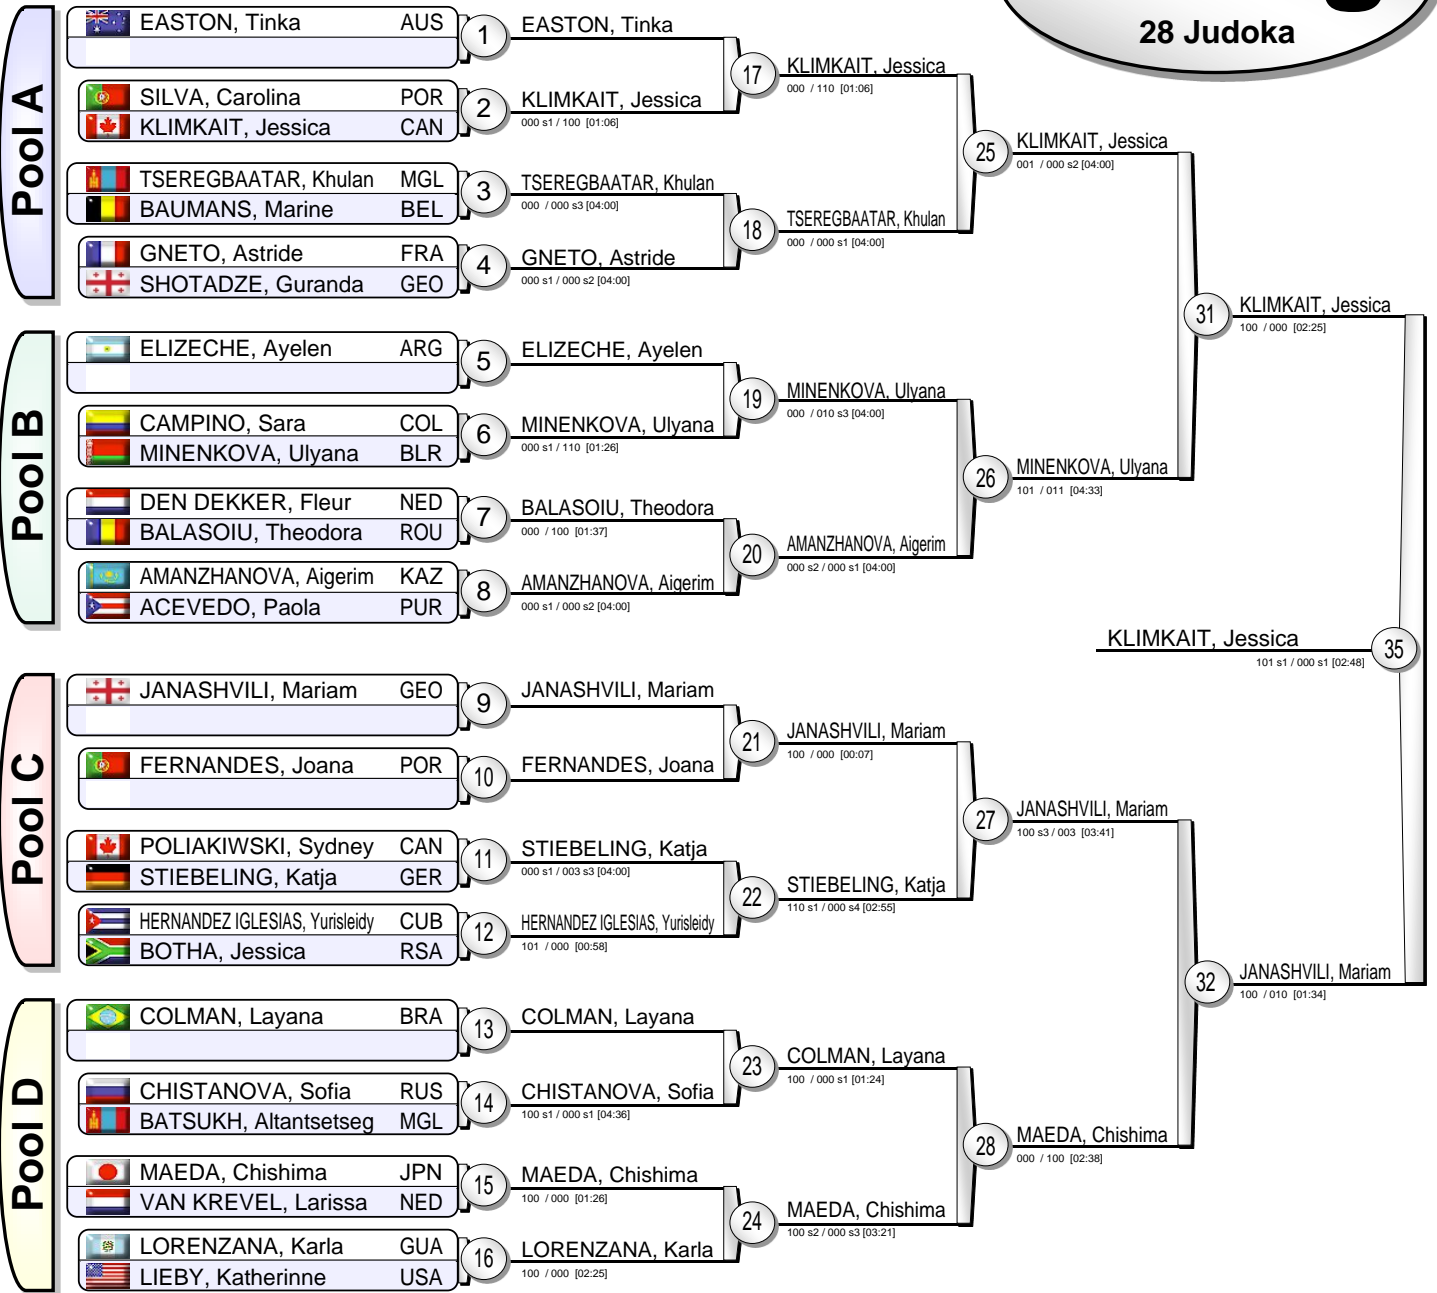 28 Judoka
Pool A
EASTON, Tinka AUS
SILVA, Carolina POR
KLIMKAIT, Jessica CAN
TSEREGBAATAR, Khulan MGL
BAUMANS, Marine BEL
GNETO, Astride FRA
SHOTADZE, Guranda GEO
1
EASTON, Tinka
2
KLIMKAIT, Jessica
000 s1 / 100 [01:06]
3
TSEREGBAATAR, Khulan
000 / 000 s3 [04:00]
4
GNETO, Astride
000 s1 / 000 s2 [04:00]
17
KLIMKAIT, Jessica
000 / 110 [01:06]
18
TSEREGBAATAR, Khulan
000 / 000 s1 [04:00]
25
KLIMKAIT, Jessica
001 / 000 s2 [04:00]
Pool B
ELIZECHE, Ayelen ARG
CAMPINO, Sara COL
MINENKOVA, Ulyana BLR
DEN DEKKER, Fleur NED
BALASOIU, Theodora ROU
AMANZHANOVA, Aigerim KAZ
ACEVEDO, Paola PUR
5
ELIZECHE, Ayelen
6
MINENKOVA, Ulyana
000 s1 / 110 [01:26]
7
BALASOIU, Theodora
000 / 100 [01:37]
8
AMANZHANOVA, Aigerim
000 s1 / 000 s2 [04:00]
19
MINENKOVA, Ulyana
000 / 010 s3 [04:00]
20
AMANZHANOVA, Aigerim
000 s2 / 000 s1 [04:00]
26
MINENKOVA, Ulyana
101 / 011 [04:33]
31
KLIMKAIT, Jessica
100 / 000 [02:25]
KLIMKAIT, Jessica
35
101 s1 / 000 s1 [02:48]
Pool C
JANASHVILI, Mariam GEO
FERNANDES, Joana POR
POLIAKIWSKI, Sydney CAN
STIEBELING, Katja GER
HERNANDEZ IGLESIAS, Yurisleidy CUB
BOTHA, Jessica RSA
9
JANASHVILI, Mariam
10
FERNANDES, Joana
11
STIEBELING, Katja
000 s1 / 003 s3 [04:00]
12
HERNANDEZ IGLESIAS, Yurisleidy
101 / 000 [00:58]
21
JANASHVILI, Mariam
100 / 000 [00:07]
22
STIEBELING, Katja
110 s1 / 000 s4 [02:55]
27
JANASHVILI, Mariam
100 s3 / 003 [03:41]
Pool D
COLMAN, Layana BRA
CHISTANOVA, Sofia RUS
BATSUKH, Altantsetseg MGL
MAEDA, Chishima JPN
VAN KREVEL, Larissa NED
LORENZANA, Karla GUA
LIEBY, Katherinne USA
13
COLMAN, Layana
14
CHISTANOVA, Sofia
100 s1 / 000 s1 [04:36]
15
MAEDA, Chishima
100 / 000 [01:26]
16
LORENZANA, Karla
100 / 000 [02:25]
23
COLMAN, Layana
100 / 000 s1 [01:24]
24
MAEDA, Chishima
100 s2 / 000 s3 [03:21]
28
MAEDA, Chishima
000 / 100 [02:38]
32
JANASHVILI, Mariam
100 / 010 [01:34]